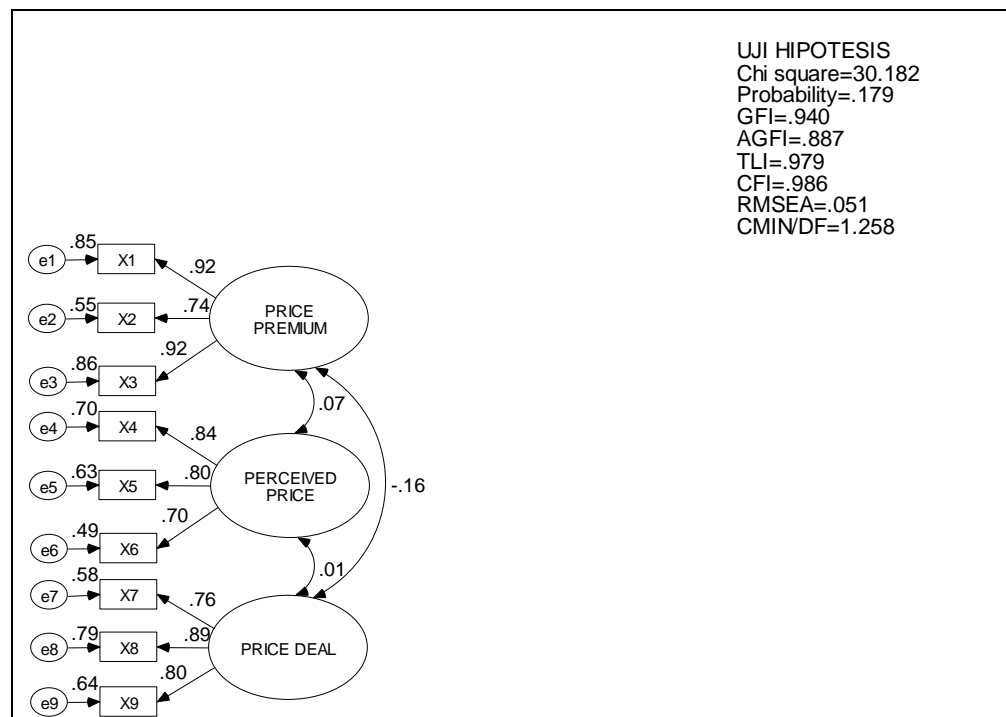 UJI HIPOTESIS
Chi square=30.182
Probability=.179
GFI=.940
AGFI=.887
TLI=.979
CFI=.986
RMSEA=.051
CMIN/DF=1.258
.85
e1
X1
.92
.55
e2
X2
.74
PRICE
PREMIUM
.92
.86
e3
X3
.07
.70
e4
X4
.84
.63
e5
X5
.80
PERCEIVED
PRICE
-.16
.70
.49
e6
X6
.01
.58
e7
X7
.76
.79
e8
X8
.89
PRICE DEAL
.80
.64
e9
X9